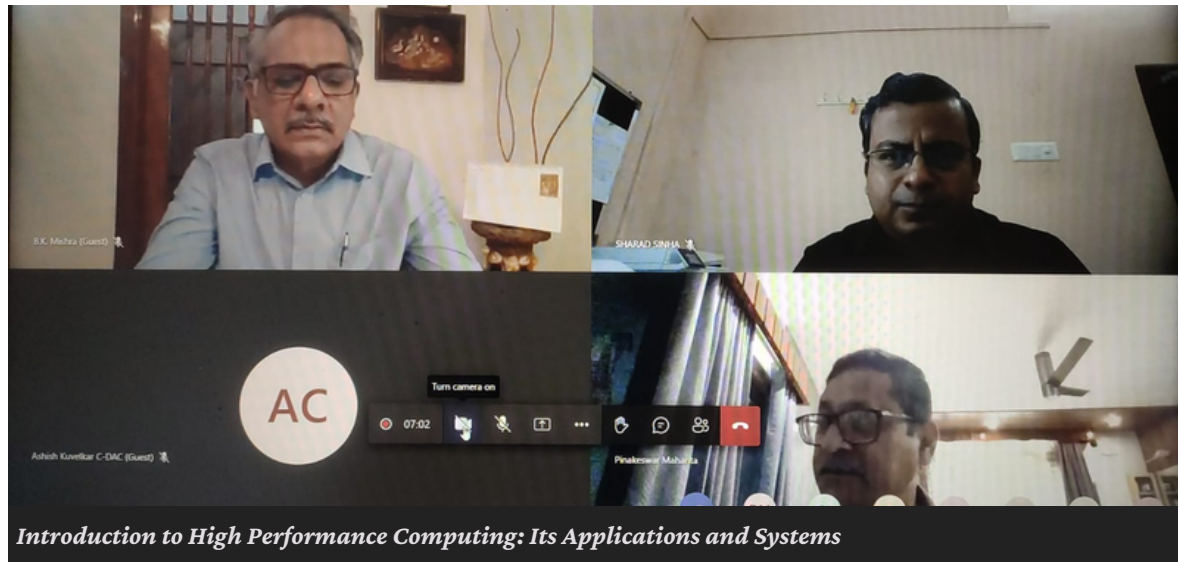 B.K. Mishra (Guest)
SHARAD SINHA
AC
Turn camera on
07:02
Ashish Kuvelkar C-DAC (Guest)
Pinakeswar Mahanta
Introduction to High Performance Computing: Its Applications and Systems